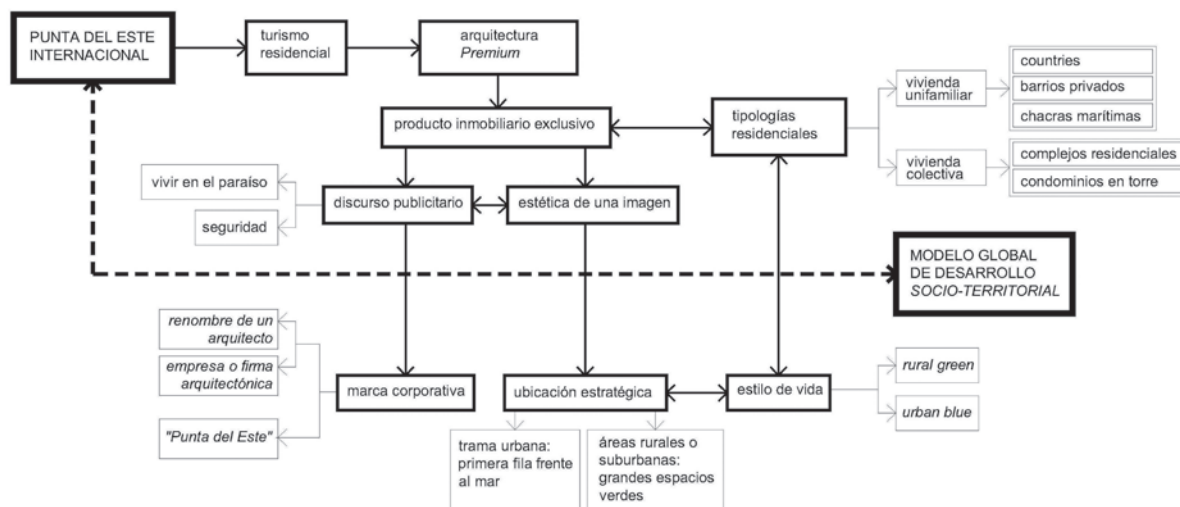 PUNTA DEL ESTE
INTERNACIONAL
turismo
residencial
arquitectura
Premium
producto inmobiliario exclusivo
tipologías
residenciales
vivienda
unifamiliar
countries
barrios privados
chacras marítimas
vivienda
colectiva
complejos residenciales
condominios en torre
vivir en el paraíso
seguridad
discurso publicitario
estética de una imagen
MODELO GLOBAL
DE DESARROLLO
SOCIO-TERRITORIAL
renombre de un
arquitecto
empresa o firma
arquitectónica
"Punta del Este"
marca corporativa
ubicación estratégica
estilo de vida
rural green
urban blue
trama urbana:
primera fila frente
al mar
áreas rurales o
suburbanas:
grandes espacios
verdes